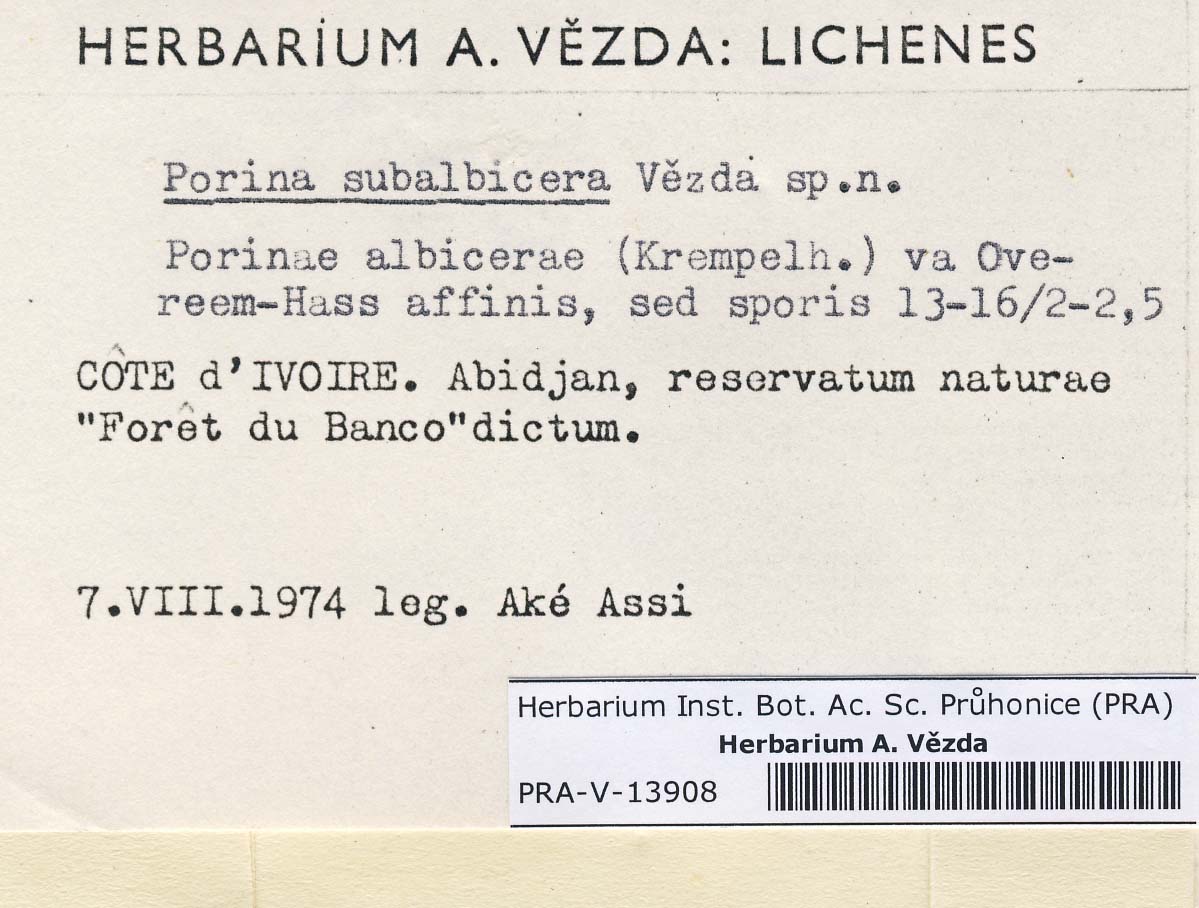 HERBARIUM A. VĚZDA: LICHENES
Porina subalbicera Vězda sp.n.
Porinae albicerae (Krempelh.) va Ove-
reem-Hass affinis, sed sporis 13-16/2-2,5
CÔTE d'IVOIRE. Abidjan, reservatum naturae
"Forêt du Banco"dictum.
7.VIII.1974 leg. Aké Assi
Herbarium Inst. Bot. Ac. Sc. Průhonice (PRA)
Herbarium A. Vězda
PRA-V-13908